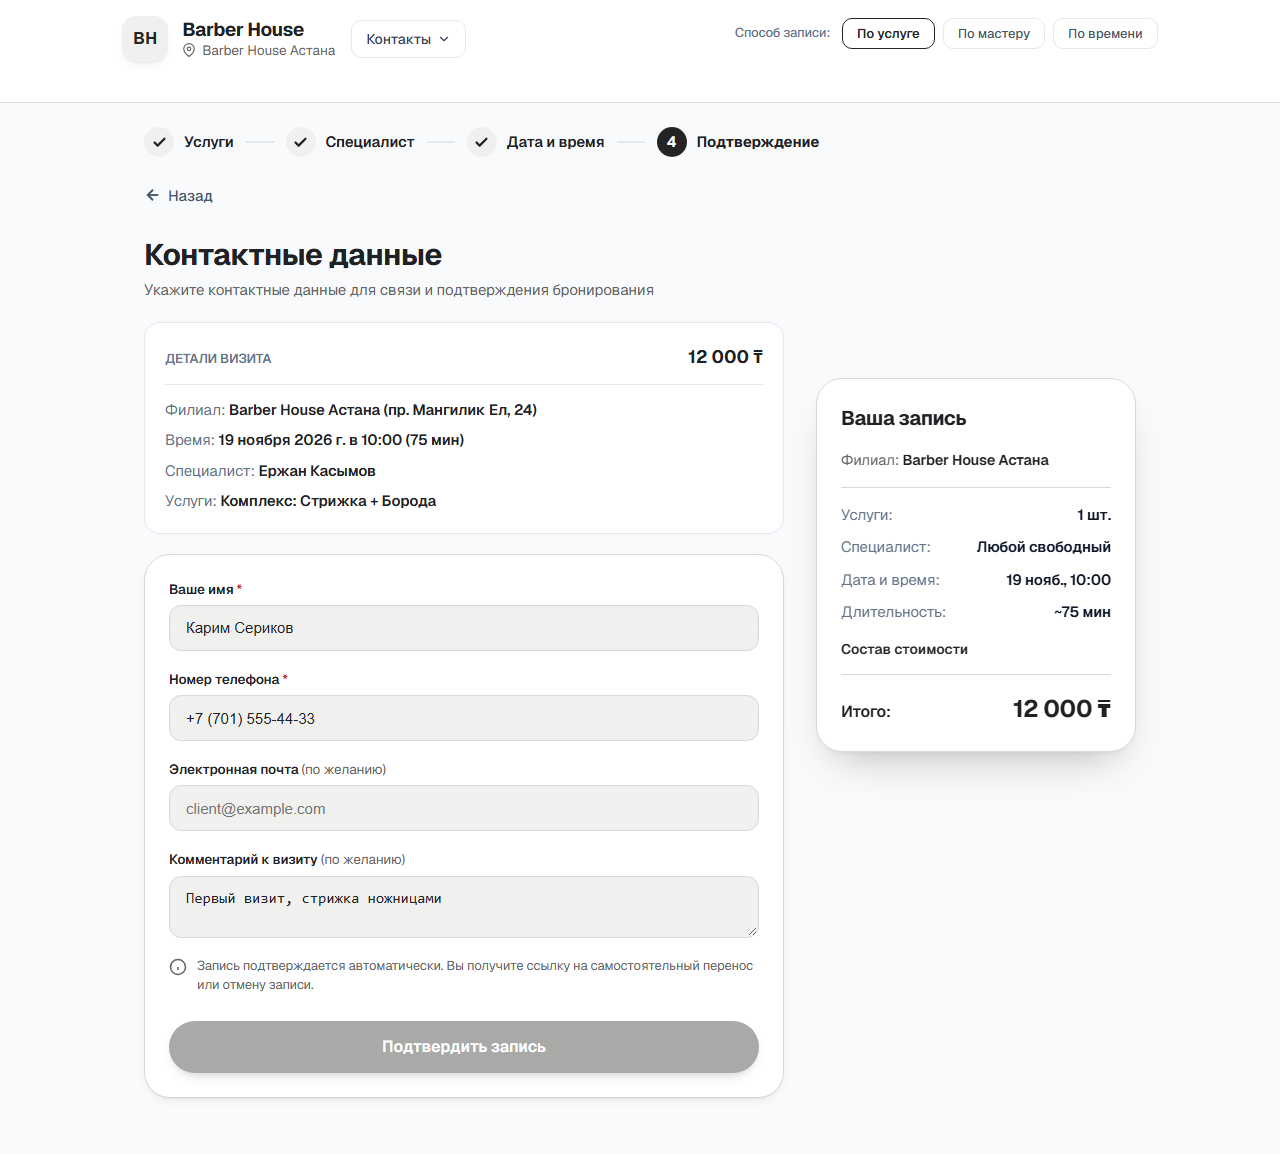 BH
Barber House
Barber House Астана
Контакты
Способ записи:
По услуге
По мастеру
По времени
Услуги
Специалист
Дата и время
4
Подтверждение
Назад
Контактные данные
Укажите контактные данные для связи и подтверждения бронирования
ДЕТАЛИ ВИЗИТА
12 000 ₸
Филиал: Barber House Астана (пр. Мангилик Ел, 24)
Время: 19 ноября 2026 г. в 10:00 (75 мин)
Специалист: Ержан Касымов
Услуги: Комплекс: Стрижка + Борода
Ваше имя *
Карим Сериков
Номер телефона *
+7 (701) 555-44-33
Электронная почта (по желанию)
client@example.com
Комментарий к визиту (по желанию)
Первый визит, стрижка ножницами
Запись подтверждается автоматически. Вы получите ссылку на самостоятельный перенос
или отмену записи.
Подтвердить запись
Ваша запись
Филиал: Barber House Астана
Услуги: 1 шт.
Специалист: Любой свободный
Дата и время: 19 нояб., 10:00
Длительность: ~75 мин
Состав стоимости
Итого: 12 000 ₸